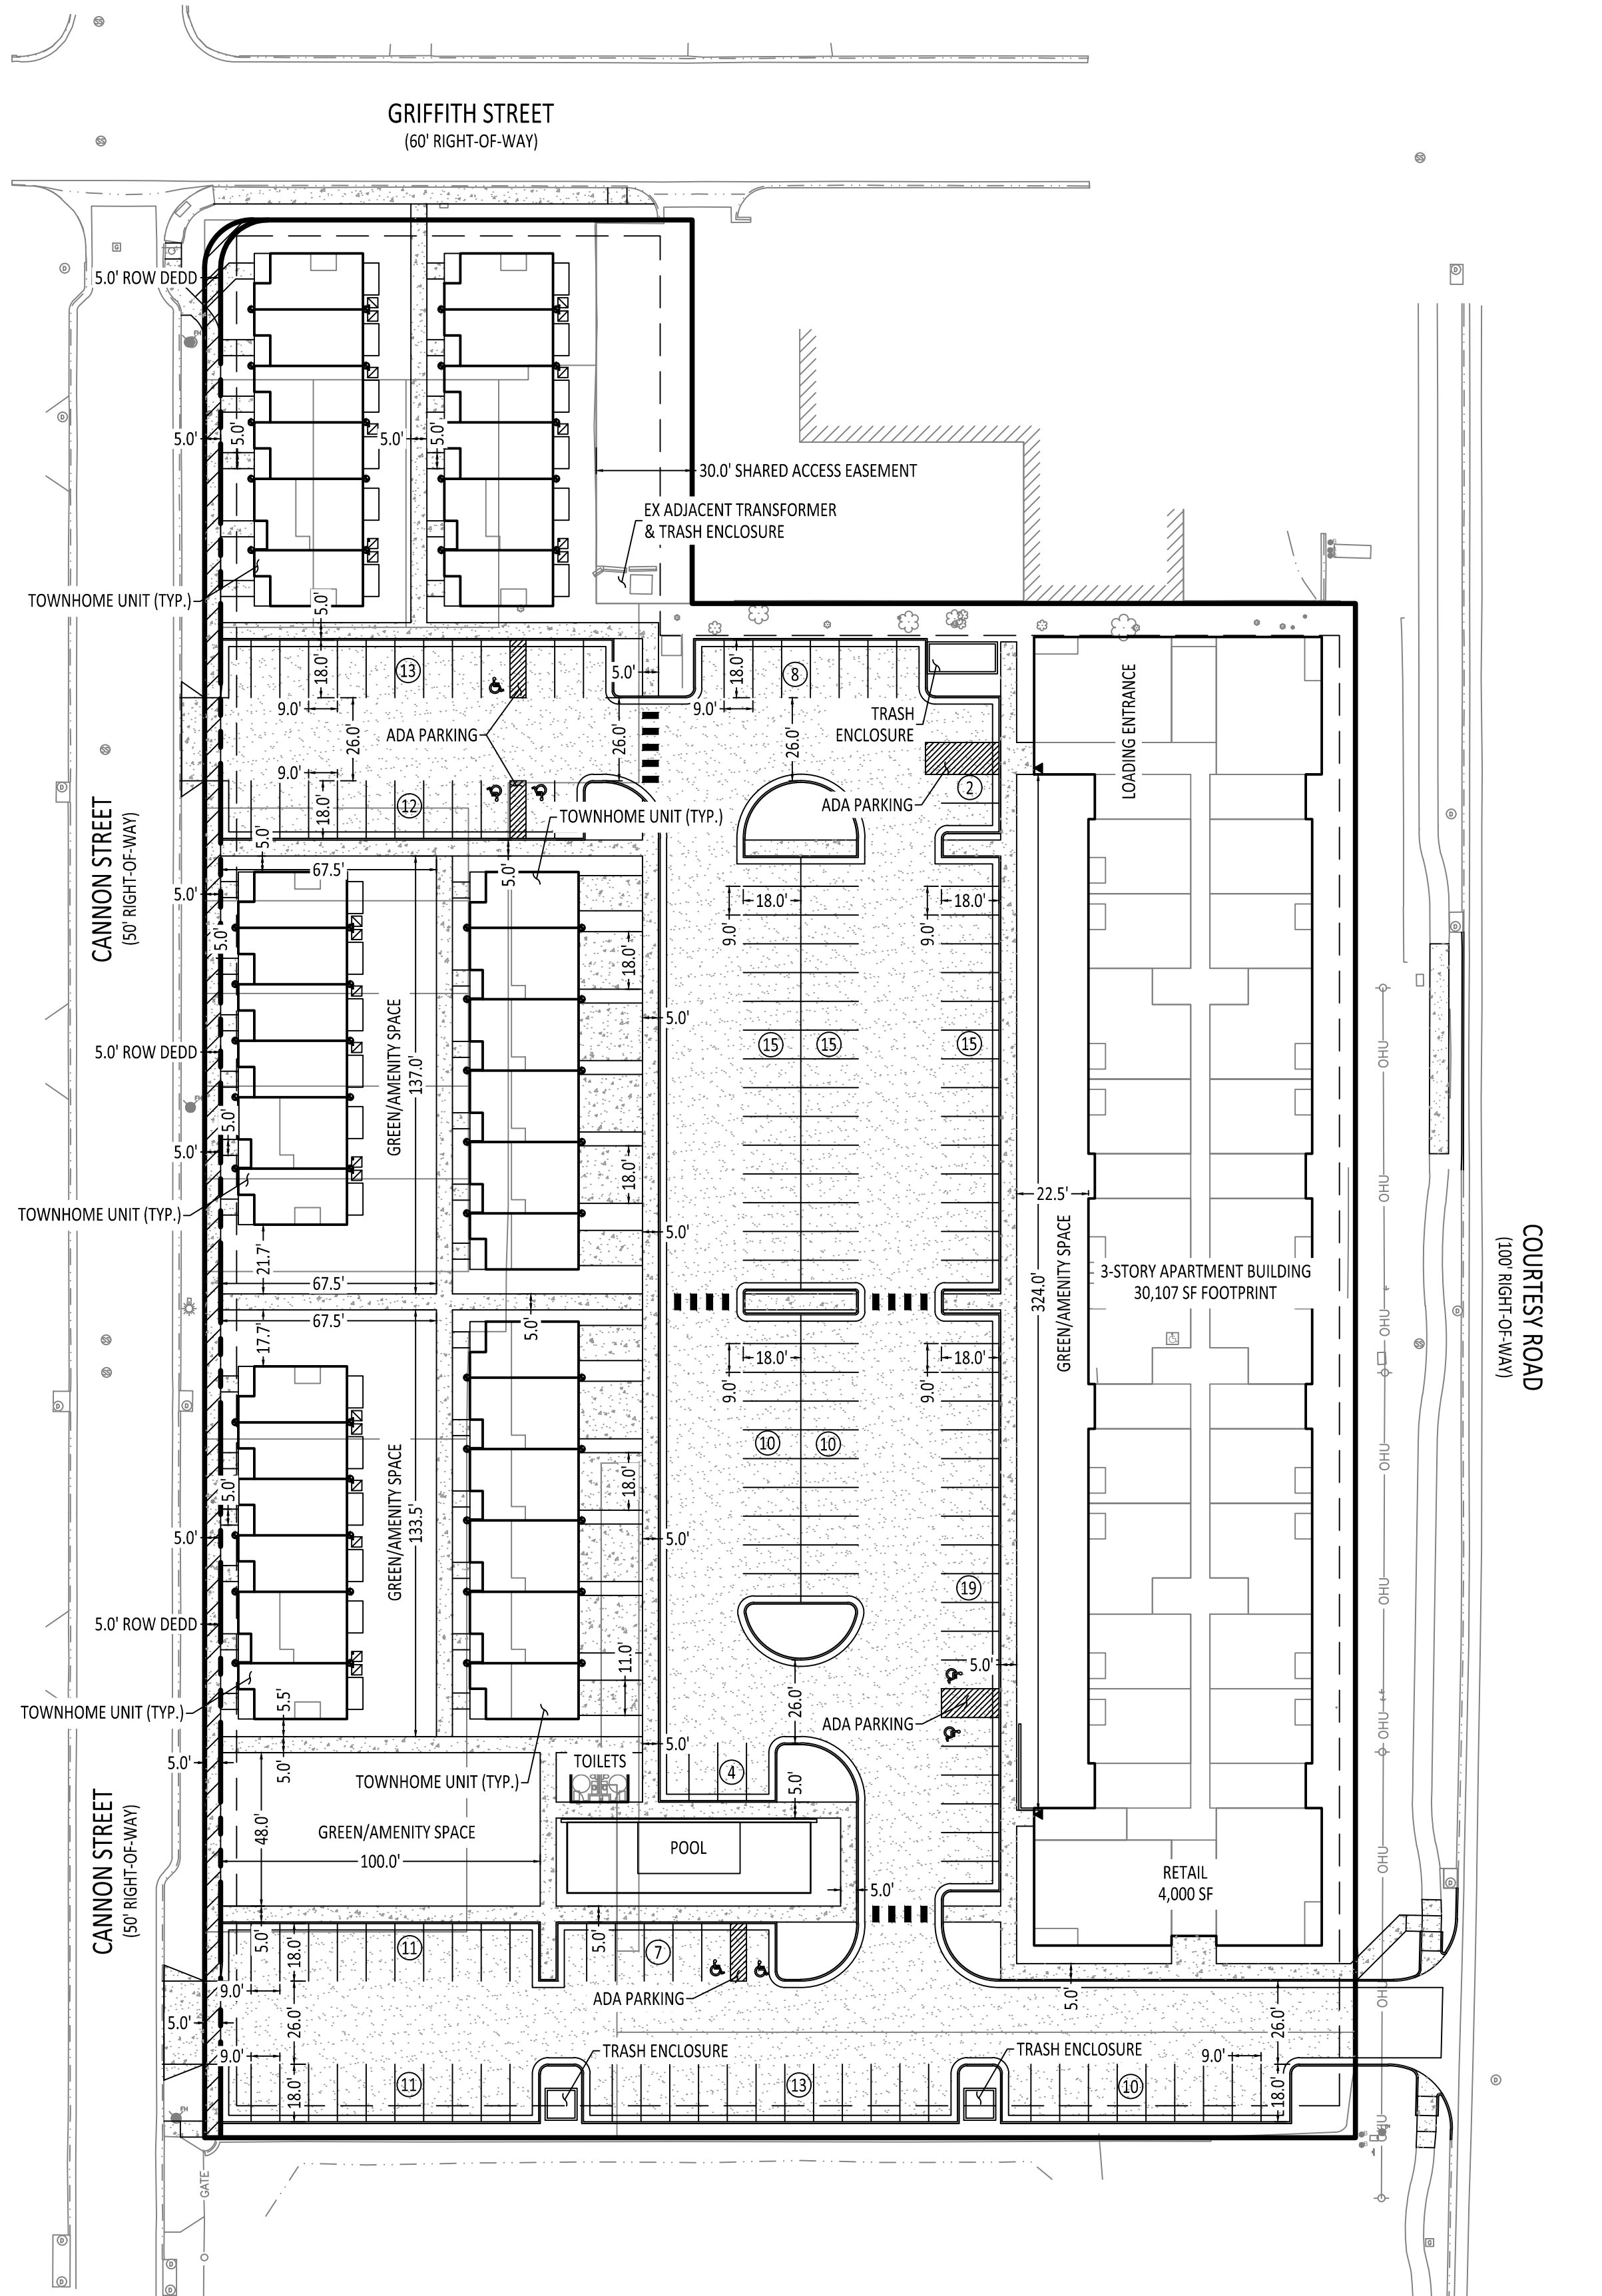 GRIFFITH STREET
(60' RIGHT-OF-WAY)
5.0' ROW DEDD
5.0'
5.0'
5.0'
5.0'
30.0' SHARED ACCESS EASEMENT
EX ADJACENT TRANSFORMER
& TRASH ENCLOSURE
TOWNHOME UNIT (TYP.)
5.0'
18.0'
13
5.0'
18.0'
8
9.0'
26.0'
ADA PARKING
26.0'
9.0'
26.0'
TRASH
ENCLOSURE
LOADING ENTRANCE
9.0'
18.0'
12
ADA PARKING
2
TOWNHOME UNIT (TYP.)
5.0'
67.5'
5.0'
CANNON STREET
(50' RIGHT-OF-WAY)
5.0'
5.0'
18.0'
9.0'
18.0'
9.0'
18.0'
GREEN/AMENITY SPACE
137.0'
5.0'
15
15
15
5.0' ROW DEDD
5.0'
5.0'
18.0'
TOWNHOME UNIT (TYP.)
22.5'
324.0'
GREEN/AMENITY SPACE
5.0'
21.7'
67.5'
3-STORY APARTMENT BUILDING
30,107 SF FOOTPRINT
COURTESY ROAD
(100' RIGHT-OF-WAY)
OHU
OHU
OHU
OHU
OHU
OHU
OHU
67.5'
17.7'
5.0'
18.0'
9.0'
18.0'
9.0'
10
10
GREEN/AMENITY SPACE
133.5'
18.0'
5.0'
5.0'
5.0'
19
5.0' ROW DEDD
11.0'
5.0'
26.0'
5.5'
TOWNHOME UNIT (TYP.)
ADA PARKING
5.0'
5.0'
5.0'
TOILETS
4
5.0'
TOWNHOME UNIT (TYP.)
CANNON STREET
(50' RIGHT-OF-WAY)
48.0'
GREEN/AMENITY SPACE
100.0'
POOL
RETAIL
4,000 SF
5.0'
5.0'
18.0'
11
5.0'
7
9.0'
ADA PARKING
5.0'
5.0'
26.0'
26.0'
9.0'
TRASH ENCLOSURE
TRASH ENCLOSURE
9.0'
18.0'
11
13
10
18.0'
FH
GATE